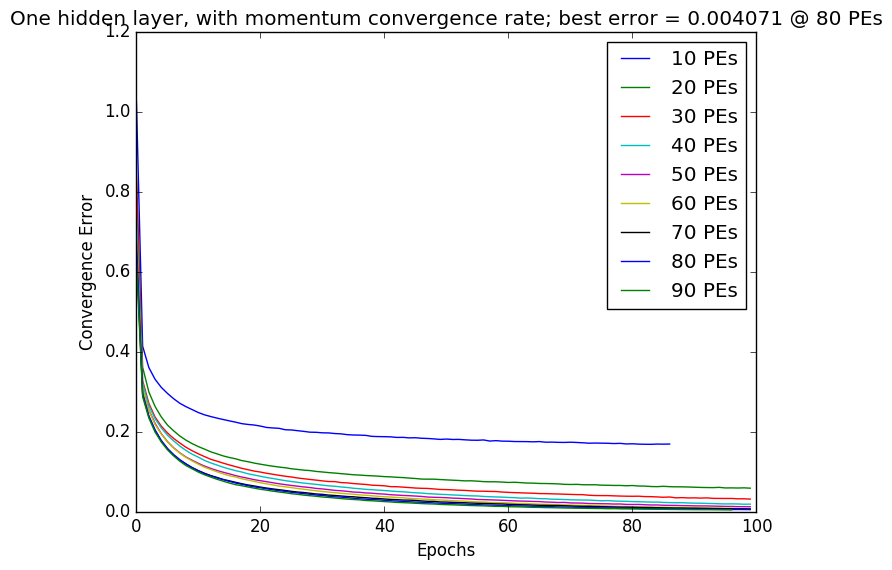 One hidden layer, with momentum convergence rate; best error = 0.004071 @ 80 PEs
1.2
1.0
0.8
0.6
0.4
0.2
0.0
Convergence Error
10 PEs
20 PEs
30 PEs
40 PEs
50 PEs
60 PEs
70 PEs
80 PEs
90 PEs
0 20 40 60 80 100
Epochs